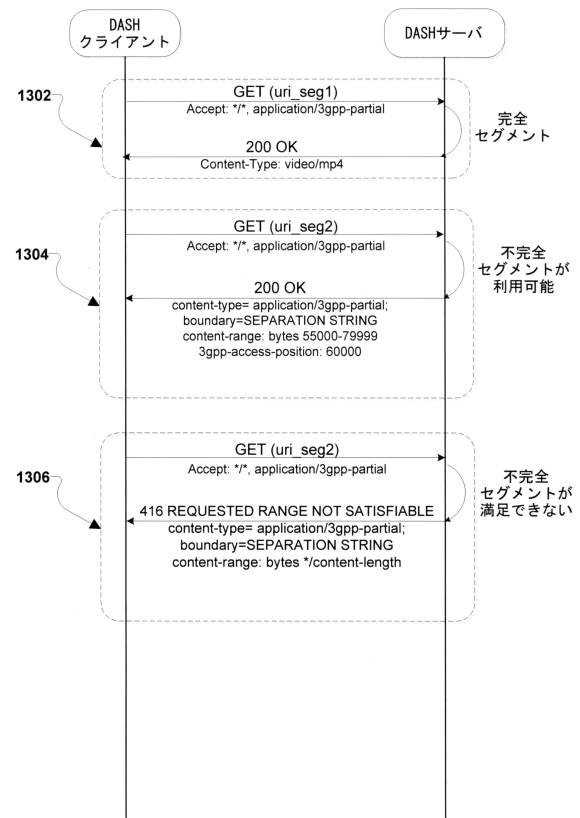 DASH
クライアント
DASHサーバ
1302
GET (uri_seg1)
Accept: */*, application/3gpp-partial
完全
セグメント
200 OK
Content-Type: video/mp4
1304
GET (uri_seg2)
Accept: */*, application/3gpp-partial
不完全
セグメントが
利用可能
200 OK
content-type= application/3gpp-partial;
boundary=SEPARATION STRING
content-range: bytes 55000-79999
3gpp-access-position: 60000
1306
GET (uri_seg2)
Accept: */*, application/3gpp-partial
不完全
セグメントが
満足できない
416 REQUESTED RANGE NOT SATISFIABLE
content-type= application/3gpp-partial;
boundary=SEPARATION STRING
content-range: bytes */content-length